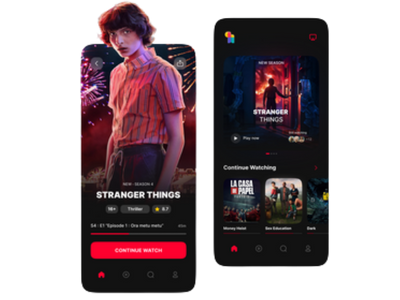 NEW · SEASON 4
STRANGER THINGS
16+
Thriller
8.7
S4 : E1 "Episode 1 : Ora metu metu"
CONTINUE WATCH
NEW SEASON
STRANGER
THINGS
Play now
Continue Watching
LA CASA
DE
PAPEL
Money Heist
Sex Education
Dark